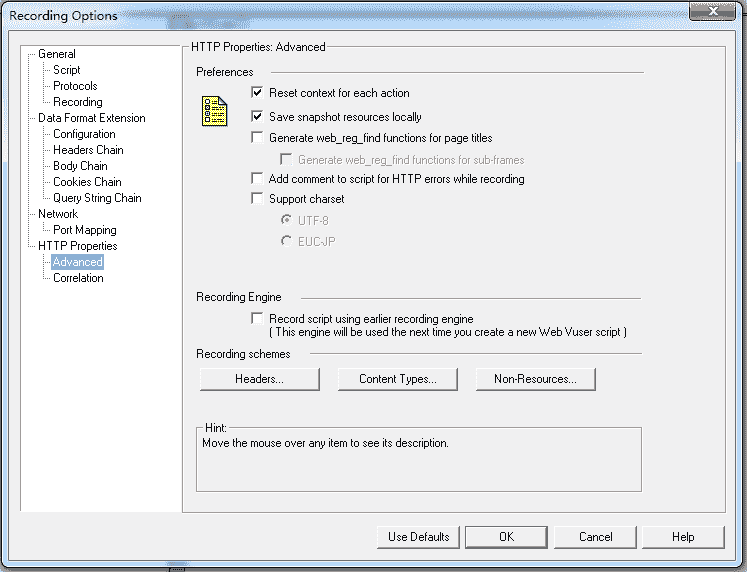 Recording Options
General
Script
Protocols
Recording
Data Format Extension
Configuration
Headers Chain
Body Chain
Cookies Chain
Query String Chain
Network
Port Mapping
HTTP Properties
Advanced
Correlation
HTTP Properties: Advanced
Preferences
Reset context for each action
Save snapshot resources locally
Generate web_reg_find functions for page titles
Generate web_reg_find functions for sub-frames
Add comment to script for HTTP errors while recording
Support charset
UTF-8
EUC-JP
Recording Engine
Record script using earlier recording engine
( This engine will be used the next time you create a new Web Vuser script )
Recording schemes
Headers... Content Types... Non-Resources...
Hint:
Move the mouse over any item to see its description.
Use Defaults OK Cancel Help